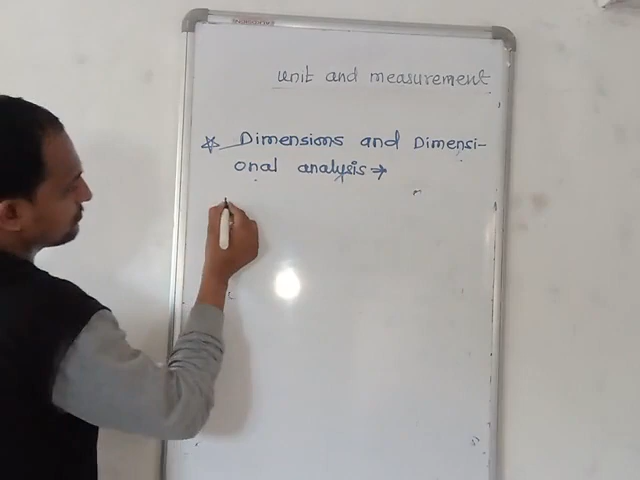 unit and measurement
☆ Dimensions and Dimensi-
onal analysis →